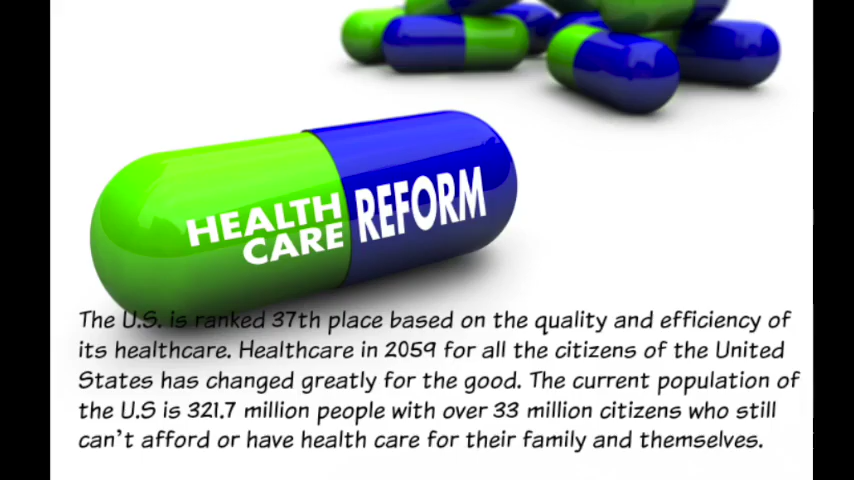 HEALTH
CARE
REFORM
The U.S. is ranked 37th place based on the quality and efficiency of
its healthcare. Healthcare in 2059 for all the citizens of the United
States has changed greatly for the good. The current population of
the U.S is 321.7 million people with over 33 million citizens who still
can't afford or have health care for their family and themselves.